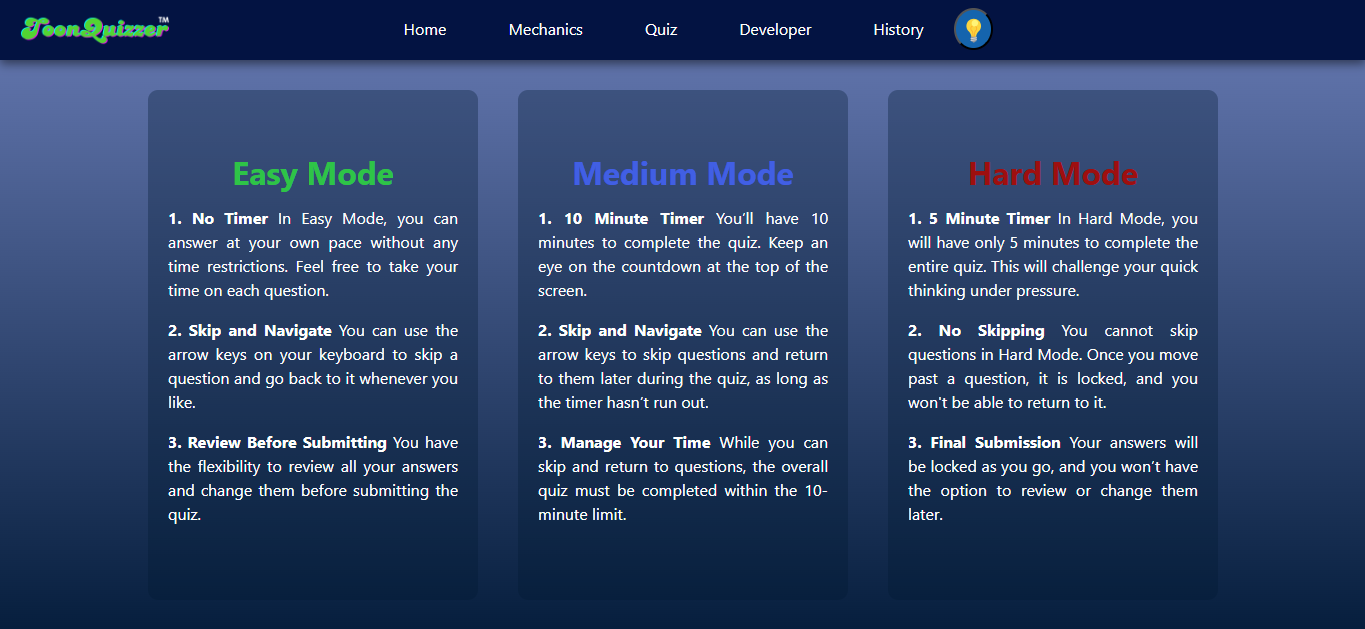 ToonQuizzer™
Home Mechanics Quiz Developer History
Easy Mode
1. No Timer In Easy Mode, you can
answer at your own pace without any
time restrictions. Feel free to take your
time on each question.
2. Skip and Navigate You can use the
arrow keys on your keyboard to skip a
question and go back to it whenever you
like.
3. Review Before Submitting You have
the flexibility to review all your answers
and change them before submitting the
quiz.
Medium Mode
1. 10 Minute Timer You’ll have 10
minutes to complete the quiz. Keep an
eye on the countdown at the top of the
screen.
2. Skip and Navigate You can use the
arrow keys to skip questions and return
to them later during the quiz, as long as
the timer hasn’t run out.
3. Manage Your Time While you can
skip and return to questions, the overall
quiz must be completed within the 10-
minute limit.
Hard Mode
1. 5 Minute Timer In Hard Mode, you
will have only 5 minutes to complete the
entire quiz. This will challenge your quick
thinking under pressure.
2. No Skipping You cannot skip
questions in Hard Mode. Once you move
past a question, it is locked, and you
won't be able to return to it.
3. Final Submission Your answers will
be locked as you go, and you won’t have
the option to review or change them
later.